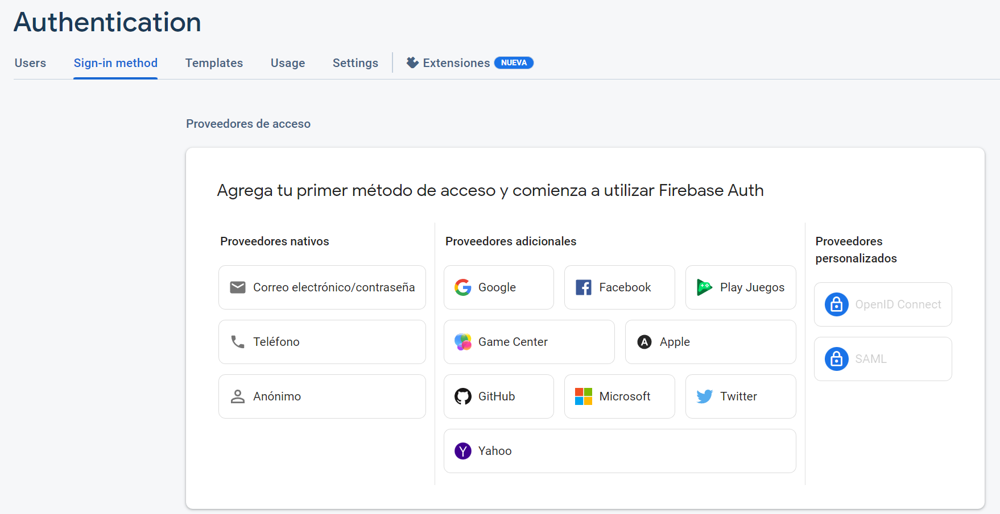 Authentication
Users
Sign-in method
Templates
Usage
Settings
Extensiones
NUEVA
Proveedores de acceso
Agrega tu primer método de acceso y comienza a utilizar Firebase Auth
Proveedores nativos
Correo electrónico/contraseña
Teléfono
Anónimo
Proveedores adicionales
Google
Facebook
Play Juegos
Game Center
Apple
GitHub
Microsoft
Twitter
Yahoo
Proveedores
personalizados
OpenID Connect
SAML